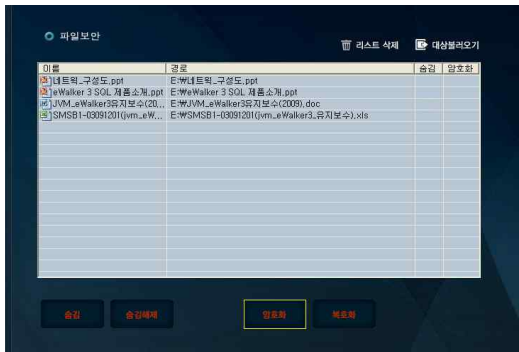 파일보안
리스트 삭제 대상불러오기
이름 경로 숨김 암호화
네트웍_구성도.ppt E:₩네트웍_구성도.ppt
eWalker 3 SQL 제품소개.ppt E:₩eWalker 3 SQL 제품소개.ppt
JVM_eWalker3유지보수(20... E:₩JVM_eWalker3유지보수(2009).doc
SMSB1-03091201(jvm_eW... E:₩SMSB1-03091201(jvm_eWalker3_유지보수).xls
숨김 숨김해제 암호화 복호화